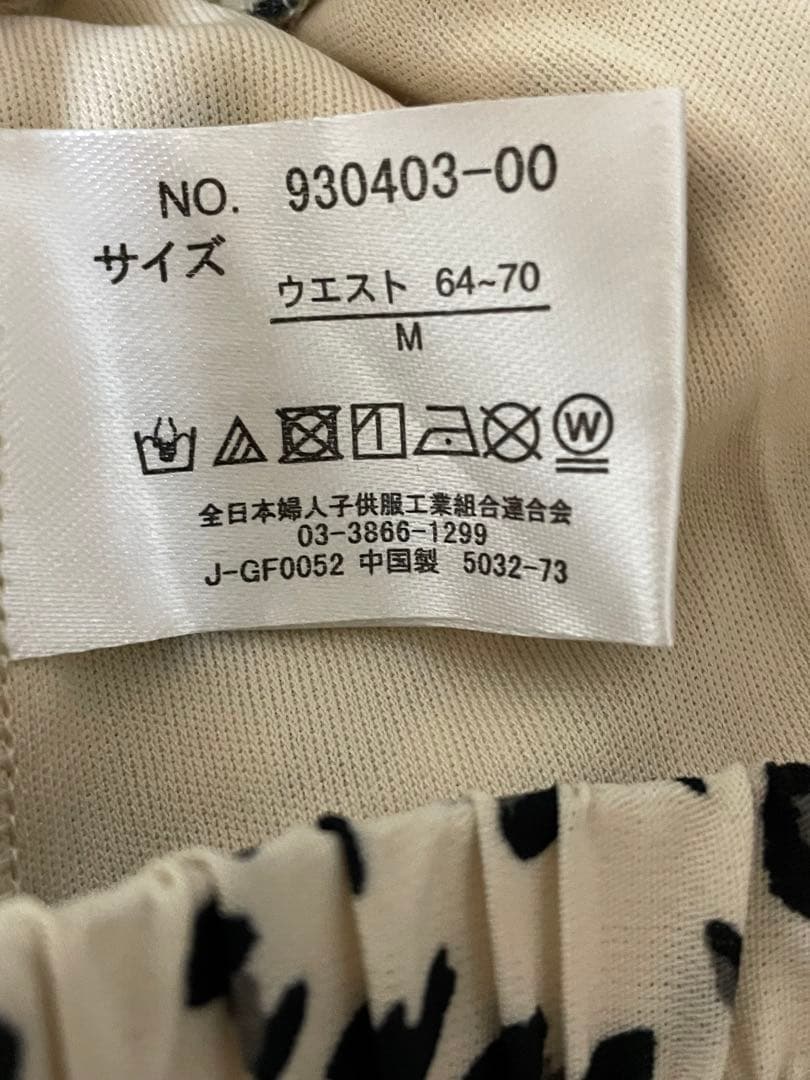 NO. 930403-00
サイズ
ウエスト 64~70
M
W
全日本婦人子供服工業組合連合会
03-3866-1299
J-GF0052 中国製 5032-73